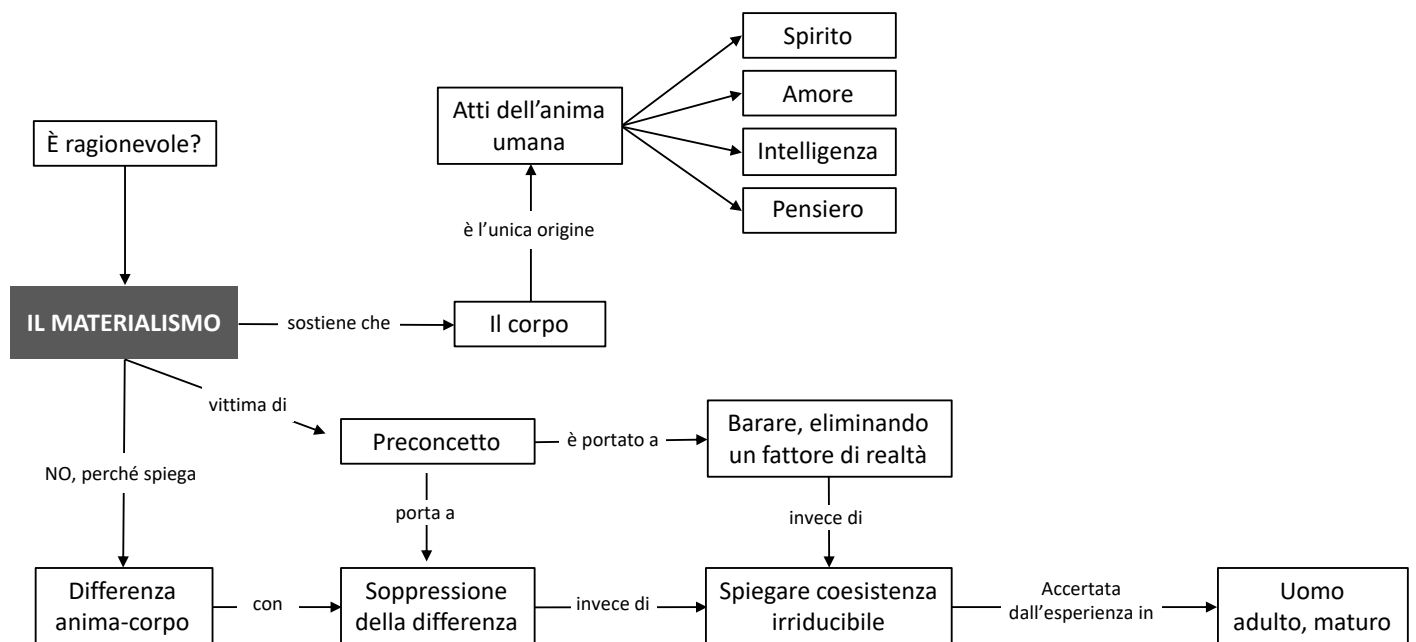 Spirito
Amore
Atti dell’anima
umana
È ragionevole?
Intelligenza
Pensiero
è l’unica origine
IL MATERIALISMO
sostiene che
Il corpo
vittima di
Preconcetto
è portato a
Barare, eliminando
un fattore di realtà
NO, perché spiega
porta a
invece di
Differenza
anima-corpo
con
Soppressione
della differenza
invece di
Spiegare coesistenza
irriducibile
Accertata
dall’esperienza in
Uomo
adulto, maturo